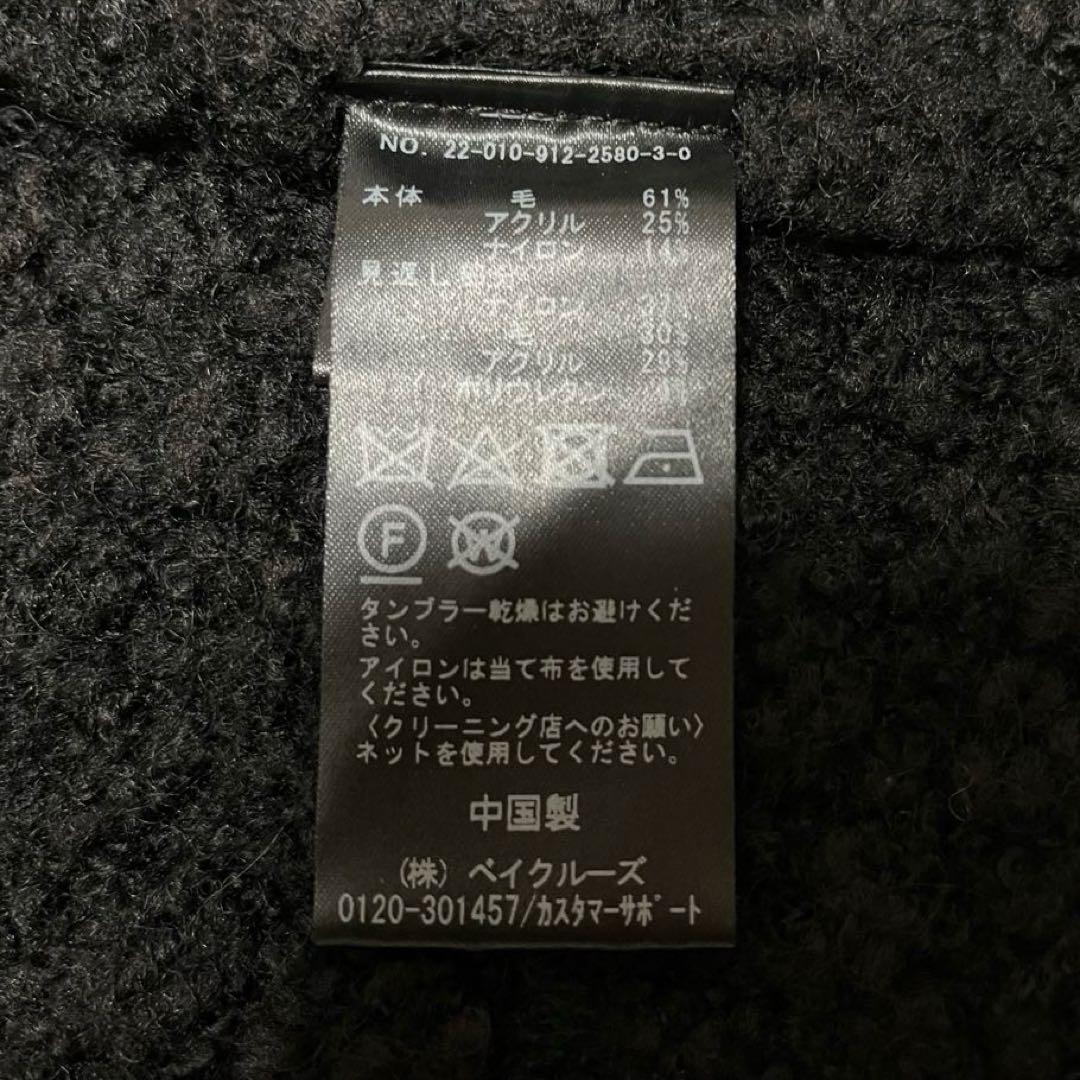 NO. 22-010-912-2580-3-0
本体 毛 61%
アクリル 25%
ナイロン 14%
見返し
ナイロン 37%
毛 30%
アクリル 29%
ポリウレタン 4%
F
W
タンブラー乾燥はお避けくだ
さい。
アイロンは当て布を使用して
ください。
〈クリーニング店へのお願い〉
ネットを使用してください。
中国製
(株) ベイクルーズ
0120-301457/カスタマーサポート